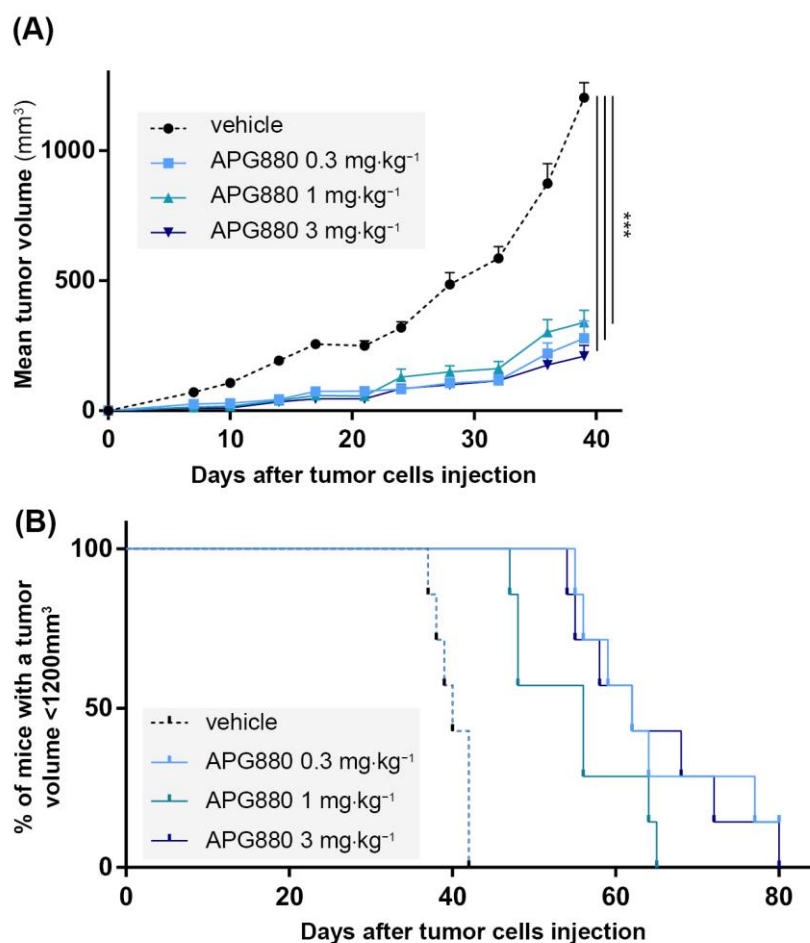 (A)
Mean tumor volume (mm³)
1000
500
0
vehicle
APG880 0.3 mg·kg⁻¹
APG880 1 mg·kg⁻¹
APG880 3 mg·kg⁻¹
***
0 10 20 30 40
Days after tumor cells injection
(B)
% of mice with a tumor
volume <1200mm³
100
50
0
vehicle
APG880 0.3 mg·kg⁻¹
APG880 1 mg·kg⁻¹
APG880 3 mg·kg⁻¹
0 20 40 60 80
Days after tumor cells injection